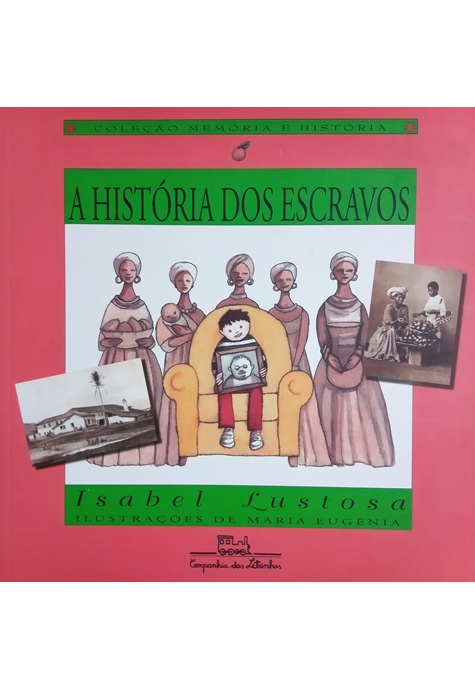 COLEÇÃO MEMÓRIA E HISTÓRIA
A HISTÓRIA DOS ESCRAVOS
Isabel Lustosa
ILUSTRAÇÕES DE MARIA EUGÊNIA
Companhia das Letrinhas